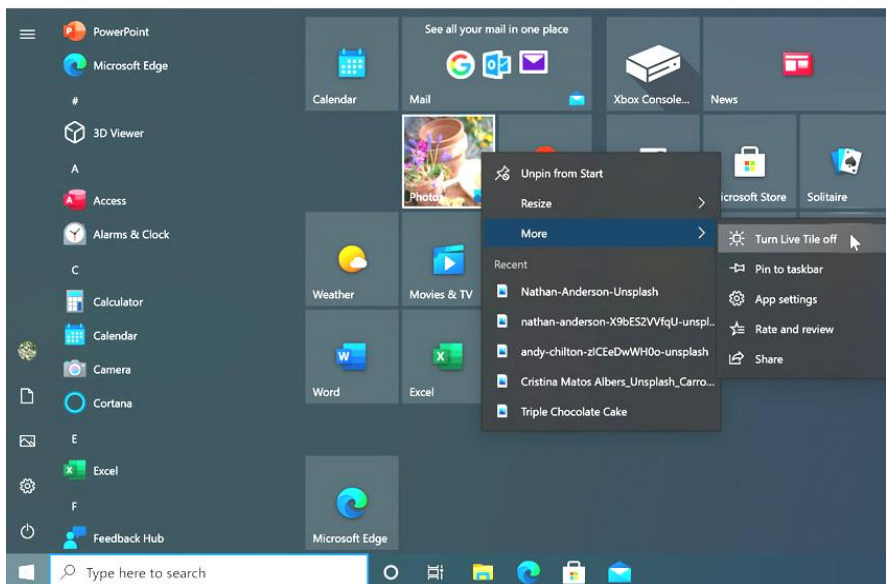 PowerPoint
Microsoft Edge
#
3D Viewer
A
Access
Alarms & Clock
C
Calculator
Calendar
Camera
Cortana
E
Excel
F
Feedback Hub
Calendar
See all your mail in one place
Mail
Xbox Console...
News
Photos
Microsoft Store
Solitaire
Weather
Movies & TV
Word
Excel
Microsoft Edge
Unpin from Start
Resize
More
Recent
Nathan-Anderson-Unsplash
nathan-anderson-X9bES2VVfqU-unspl...
andy-chilton-zICEeDwWH0o-unsplash
Cristina Matos Albers_Unsplash_Carro...
Triple Chocolate Cake
Turn Live Tile off
Pin to taskbar
App settings
Rate and review
Share
Type here to search